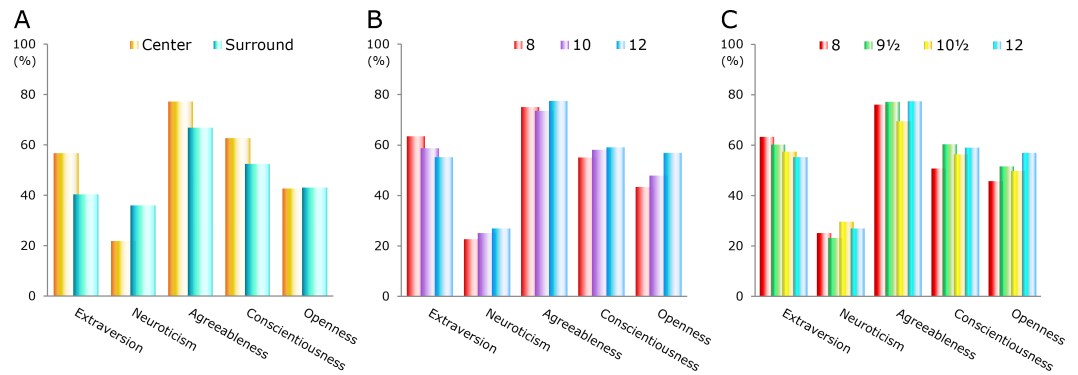 A
Center Surround
100
(%)
80
60
40
20
0
Extraversion
Neuroticism
Agreeableness
Conscientiousness
Openness
B
8 10 12
100
(%)
80
60
40
20
0
Extraversion
Neuroticism
Agreeableness
Conscientiousness
Openness
C
8 9½ 10½ 12
100
(%)
80
60
40
20
0
Extraversion
Neuroticism
Agreeableness
Conscientiousness
Openness